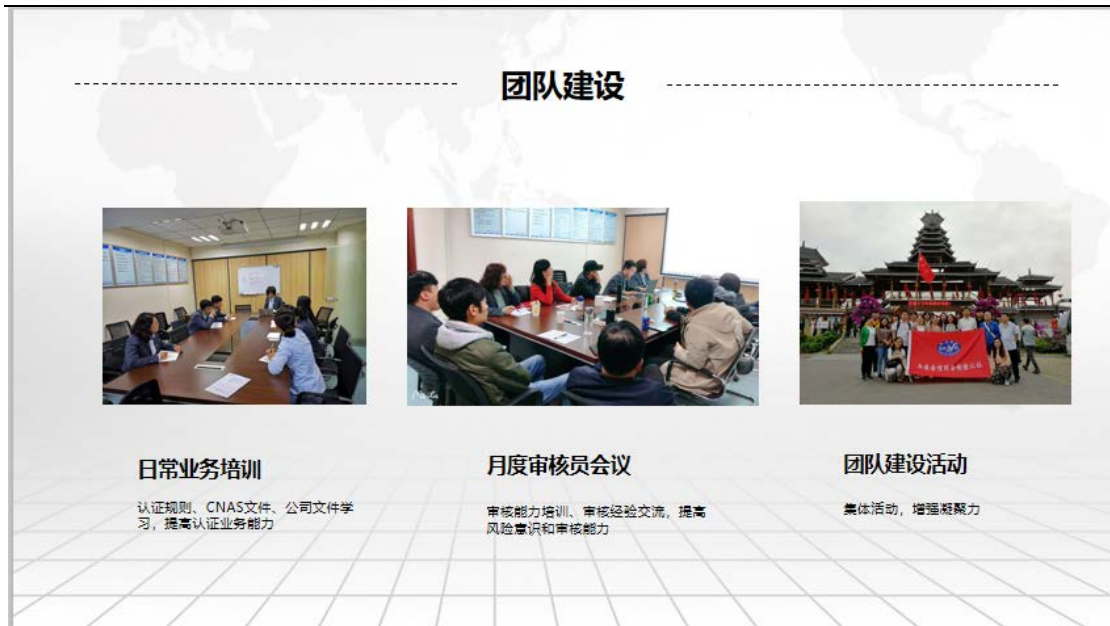 团队建设
日常业务培训
认证规则、CNAS文件、公司文件学
习，提高认证业务能力
月度审核员会议
审核能力培训、审核经验交流，提高
风险意识和审核能力
团队建设活动
集体活动，增强凝聚力